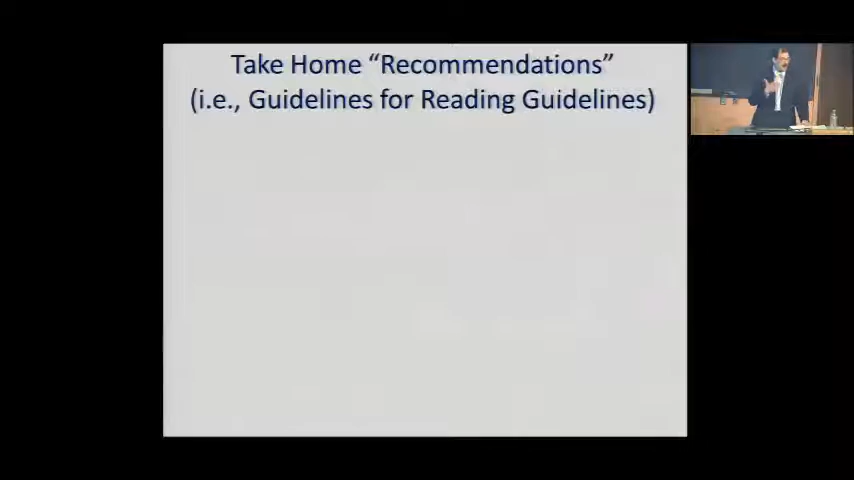 Take Home “Recommendations”
(i.e., Guidelines for Reading Guidelines)